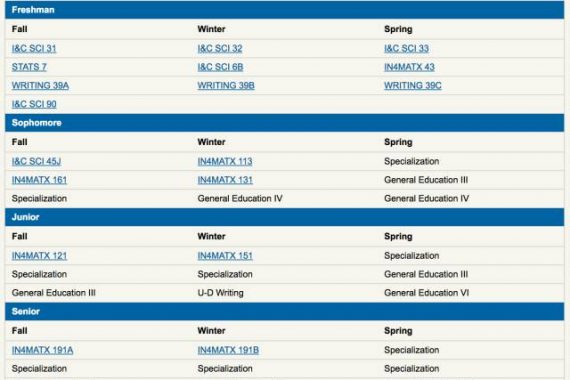 Freshman
Fall Winter Spring
I&C SCI 31 I&C SCI 32 I&C SCI 33
STATS 7 I&C SCI 6B IN4MATX 43
WRITING 39A WRITING 39B WRITING 39C
I&C SCI 90
Sophomore
Fall Winter Spring
I&C SCI 45J IN4MATX 113 Specialization
IN4MATX 161 IN4MATX 131 General Education III
Specialization General Education IV General Education IV
Junior
Fall Winter Spring
IN4MATX 121 IN4MATX 151 Specialization
Specialization Specialization General Education III
General Education III U-D Writing General Education VI
Senior
Fall Winter Spring
IN4MATX 191A IN4MATX 191B Specialization
Specialization Specialization Specialization